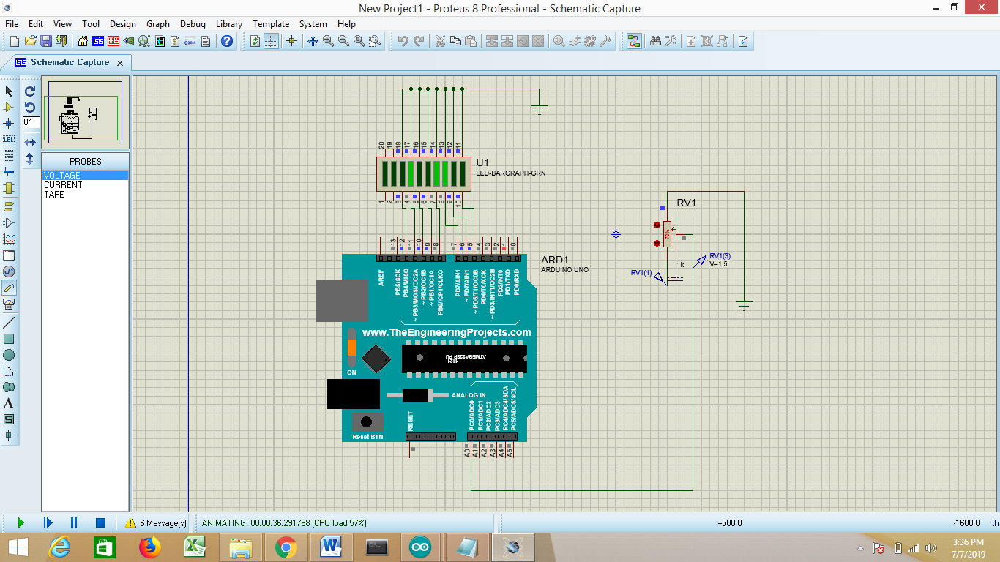 New Project1 - Proteus 8 Professional - Schematic Capture
File Edit View Tool Design Graph Debug Library Template System Help
Schematic Capture
0°
LBL
PROBES
VOLTAGE
CURRENT
TAPE
20 19 18 17 16 15 14 13 12 11
U1
LED-BARGRAPH-GRN
1 2 3 4 5 6 7 8 9 10
RV1
70%
1k
RV1(3)
V=1.5
RV1(1)
13 12 11 10 9 8 7 6 5 4 3 2 1 0
ARD1
ARDUINO UNO
AREF
PB5/SCK
PB4/MISO
~ PB3/MOSI/OC2A
~ PB2/OC1B
~ PB1/OC1A
PB0/ICP1/CLKO
PD7/AIN1
~ PD7/AIN1
~ PD5/T1/OC0B
PD4/T0/XCK
~ PD3/INT1/OC2B
PD2/INT0
PD1/TXD
PD0/RXD
www.TheEngineeringProjects.com
ATMEGA328P-PU
1121
ON
ANALOG IN
RESET
PC0/ADC0
PC1/ADC1
PC2/ADC2
PC3/ADC3
PC4/ADC4/SDA
PC5/ADC5/SCL
Reset BTN
A0 A1 A2 A3 A4 A5
6 Message(s)
ANIMATING: 00:00:36.291798 (CPU load 57%)
+500.0
-1600.0
th
3:36 PM
7/7/2019